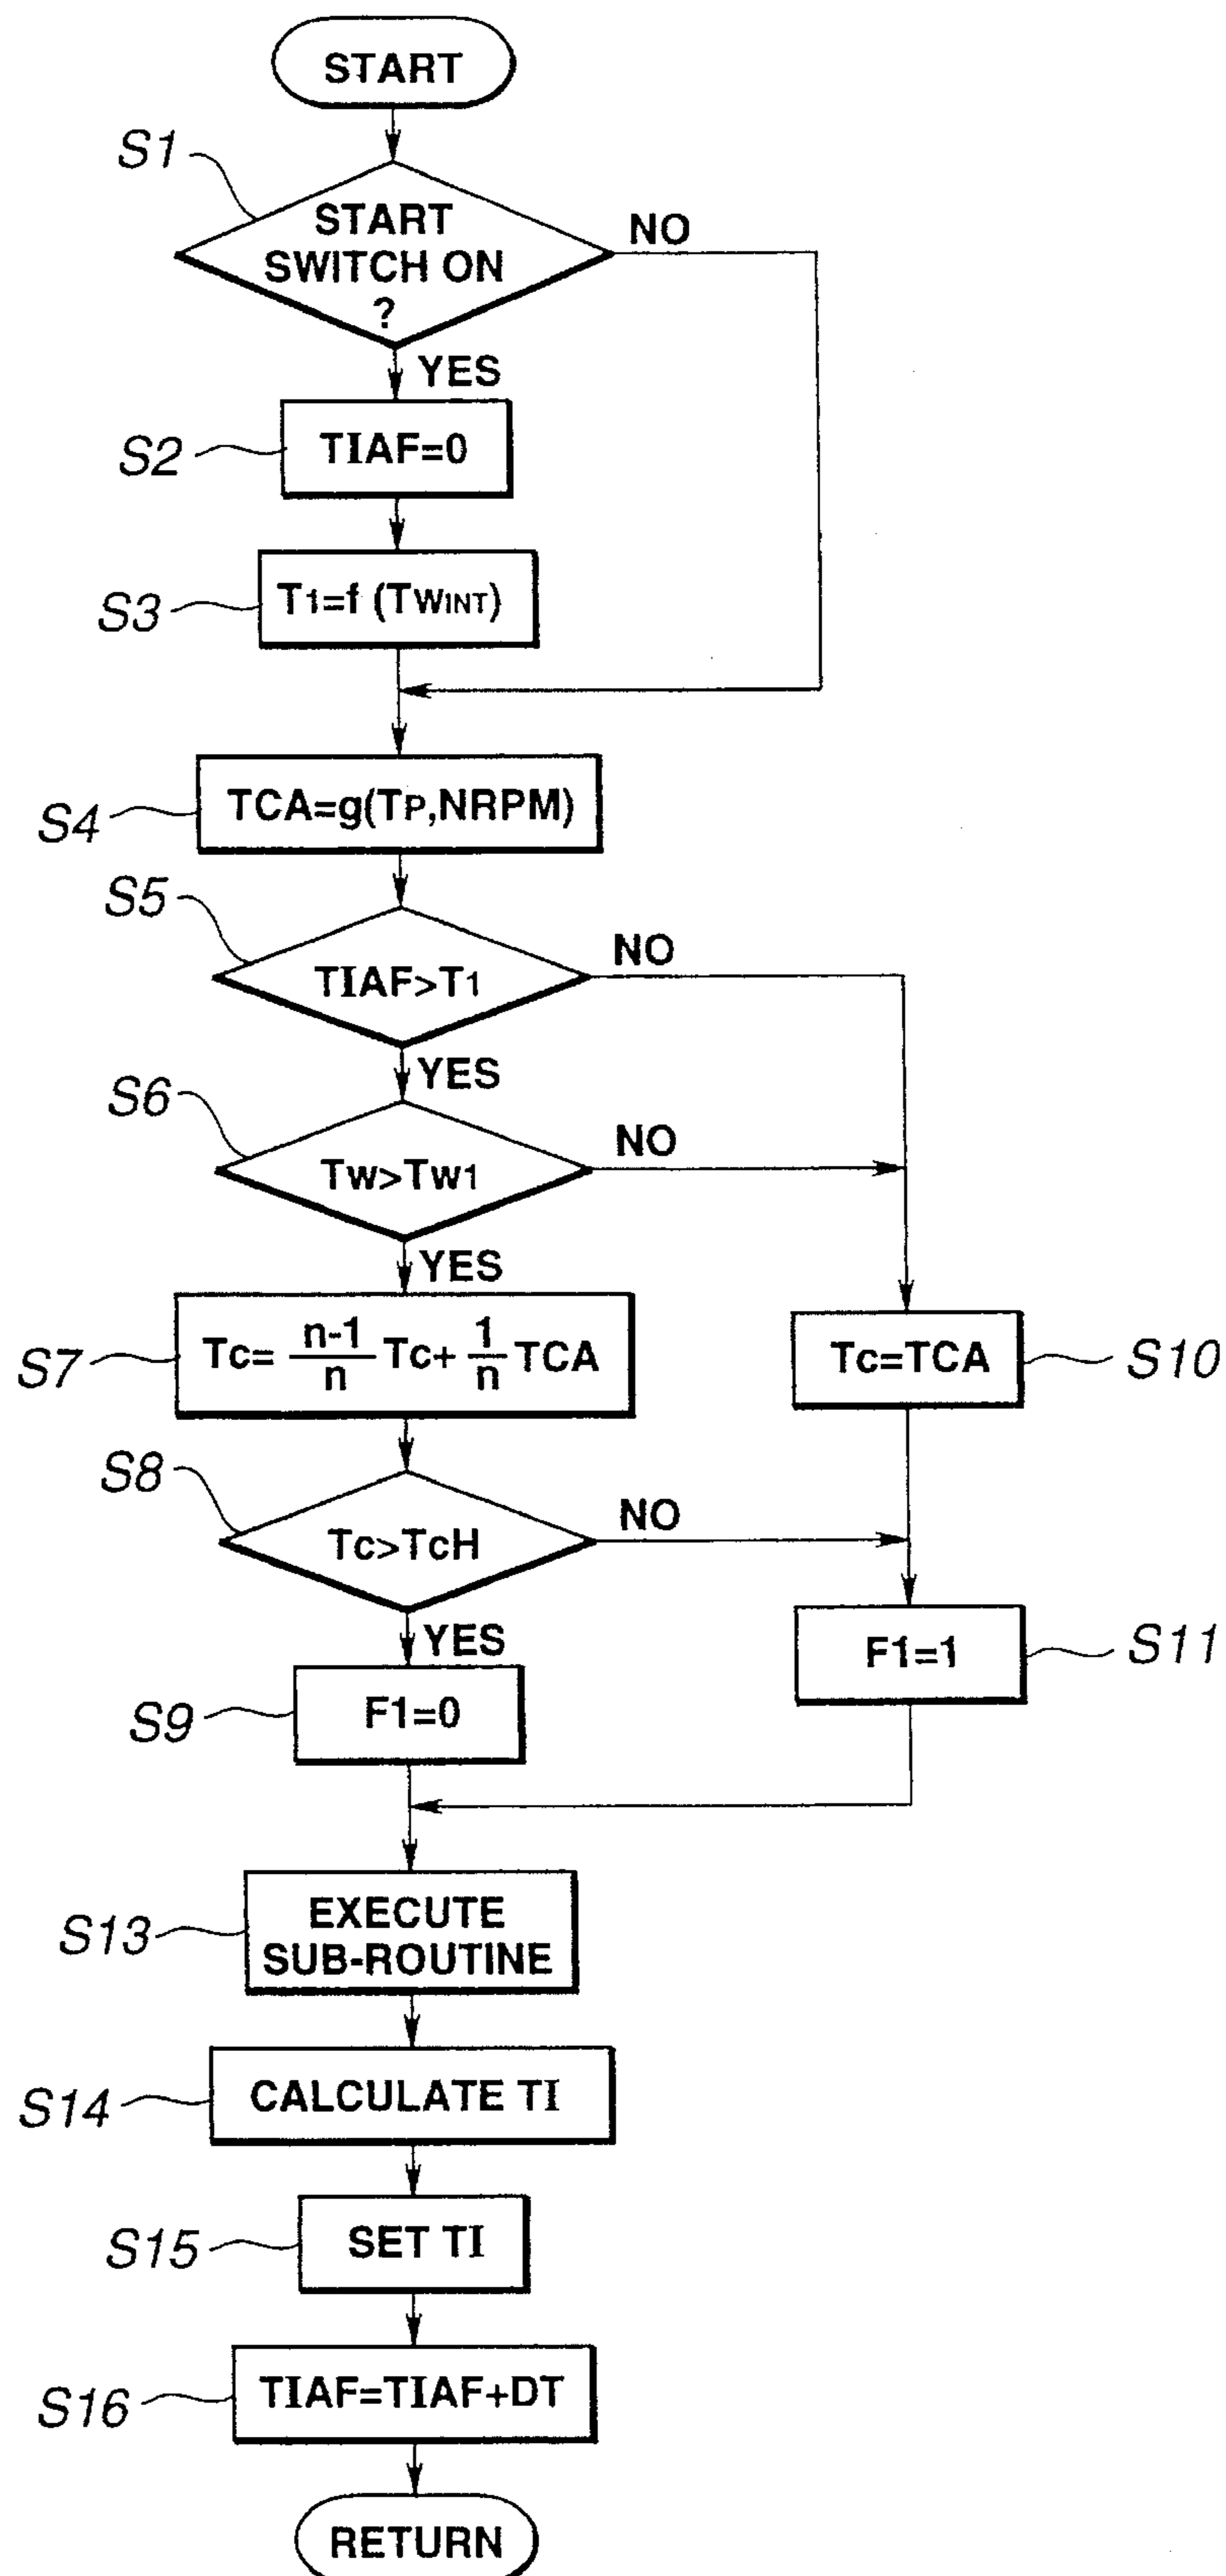 START
S1
START
SWITCH ON
?
NO
YES
S2
TIAF=0
S3
T1=f (TWINT)
S4
TCA=g(TP,NRPM)
S5
TIAF>T1
NO
YES
S6
TW>TW1
NO
YES
S7
Tc= n-1/n Tc+ 1/n TCA
Tc=TCA
S10
S8
Tc>TcH
NO
YES
S9
F1=0
F1=1
S11
S13
EXECUTE
SUB-ROUTINE
S14
CALCULATE TI
S15
SET TI
S16
TIAF=TIAF+DT
RETURN